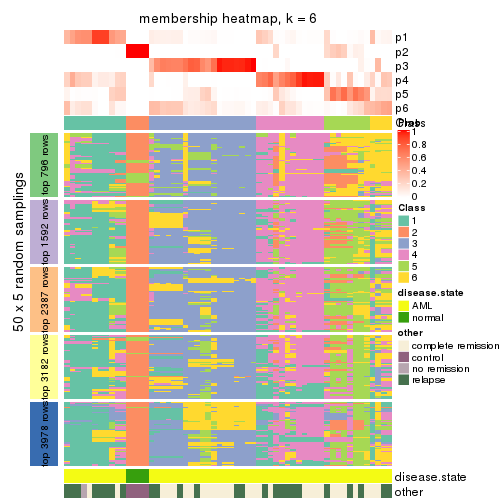 membership heatmap, k = 6
p1
p2
p3
p4
p5
p6
Class
Prob
1
0.8
0.6
0.4
0.2
0
Class
1
2
3
4
5
6
disease.state
AML
normal
other
complete remission
control
no remission
relapse
50 x 5 random samplings
top 796 rows
top 1592 rows
top 2387 rows
top 3182 rows
top 3978 rows
disease.state
other